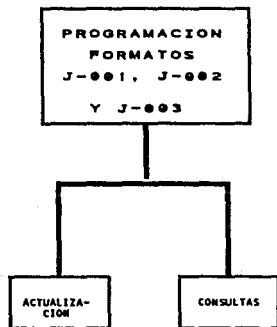 PROGRAMACION
FORMATOS
J-001, J-002
Y J-003
ACTUALIZA-
CION
CONSULTAS